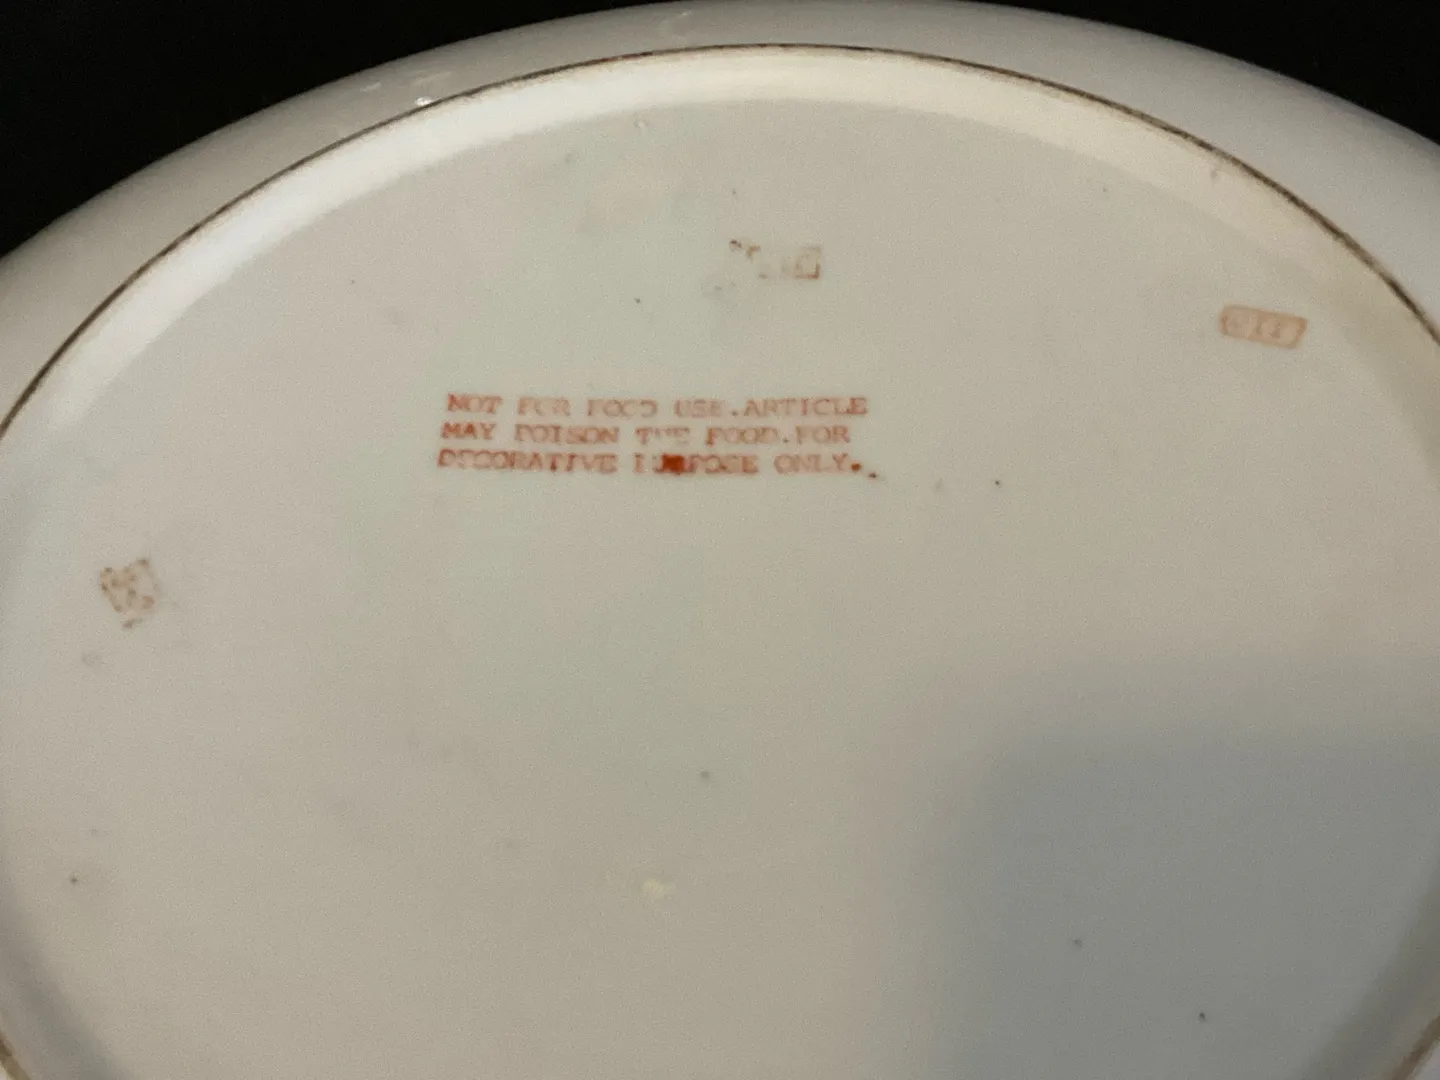 NOT FOR FOOD USE.ARTICLE
MAY POISON THE FOOD.FOR
DECORATIVE PURPOSE ONLY.